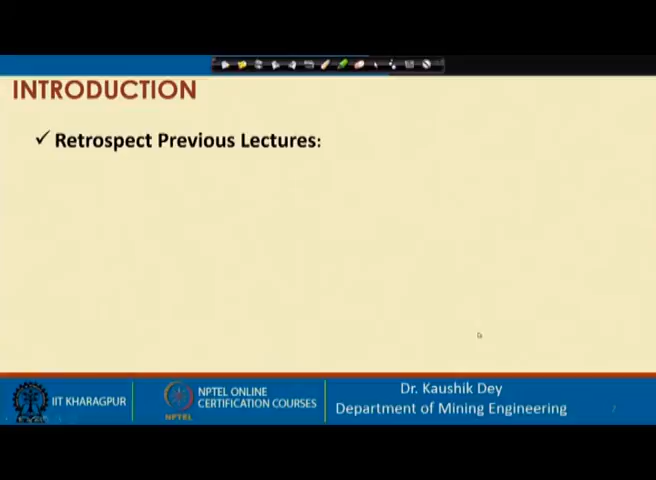 INTRODUCTION
✓ Retrospect Previous Lectures:
IIT KHARAGPUR
NPTEL
NPTEL ONLINE
CERTIFICATION COURSES
Dr. Kaushik Dey
Department of Mining Engineering